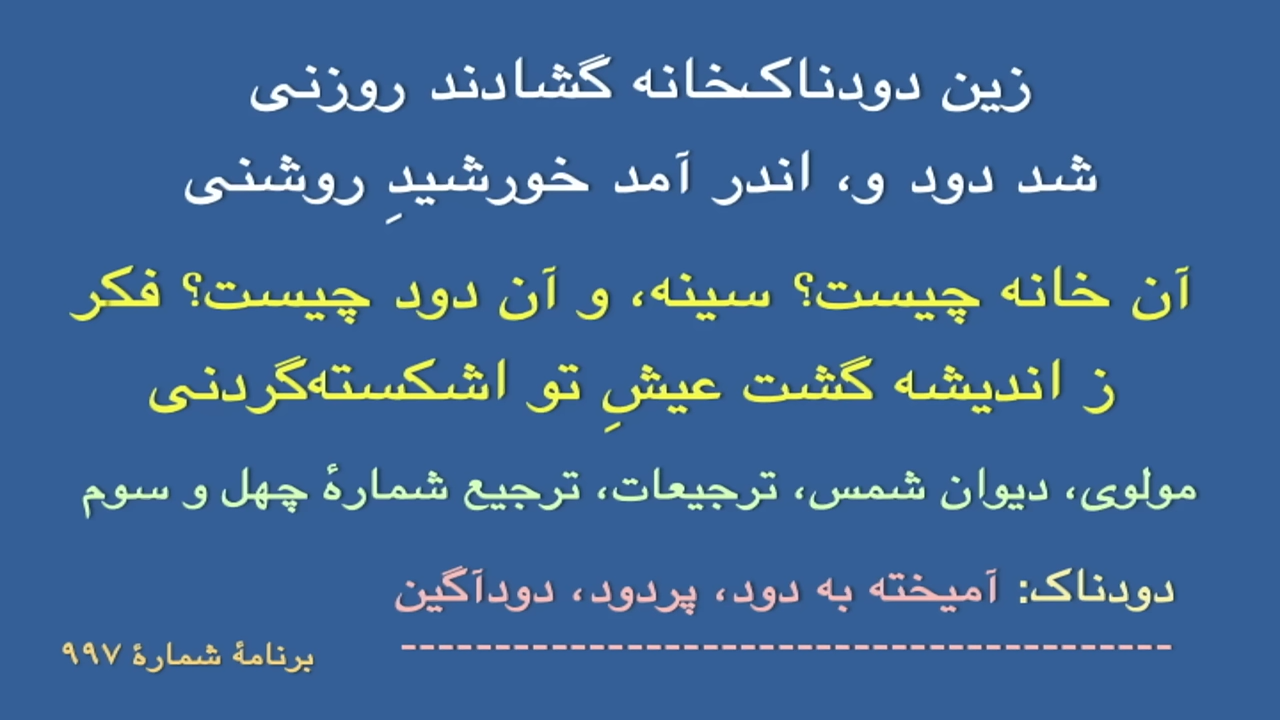 زین دودناک‌خانه گشادند روزنی
شد دود و، اندر آمد خورشیدِ روشنی
آن خانه چیست؟ سینه، و آن دود چیست؟ فکر
ز اندیشه گشت عیشِ تو اشکسته‌گردنی
مولوی، دیوان شمس، ترجیعات، ترجیع شمارهٔ چهل و سوم
دودناک: آمیخته به دود، پردود، دودآگین
----------------------------------------
برنامهٔ شمارهٔ ۹۹۷